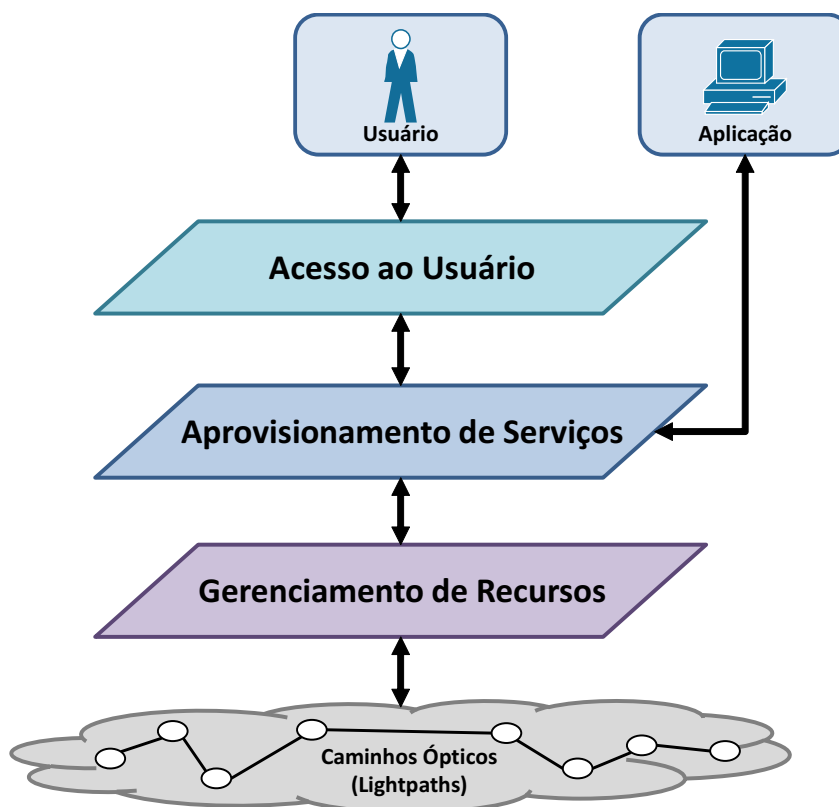 Usuário
Aplicação
Acesso ao Usuário
Aprovisionamento de Serviços
Gerenciamento de Recursos
Caminhos Ópticos
(Lightpaths)